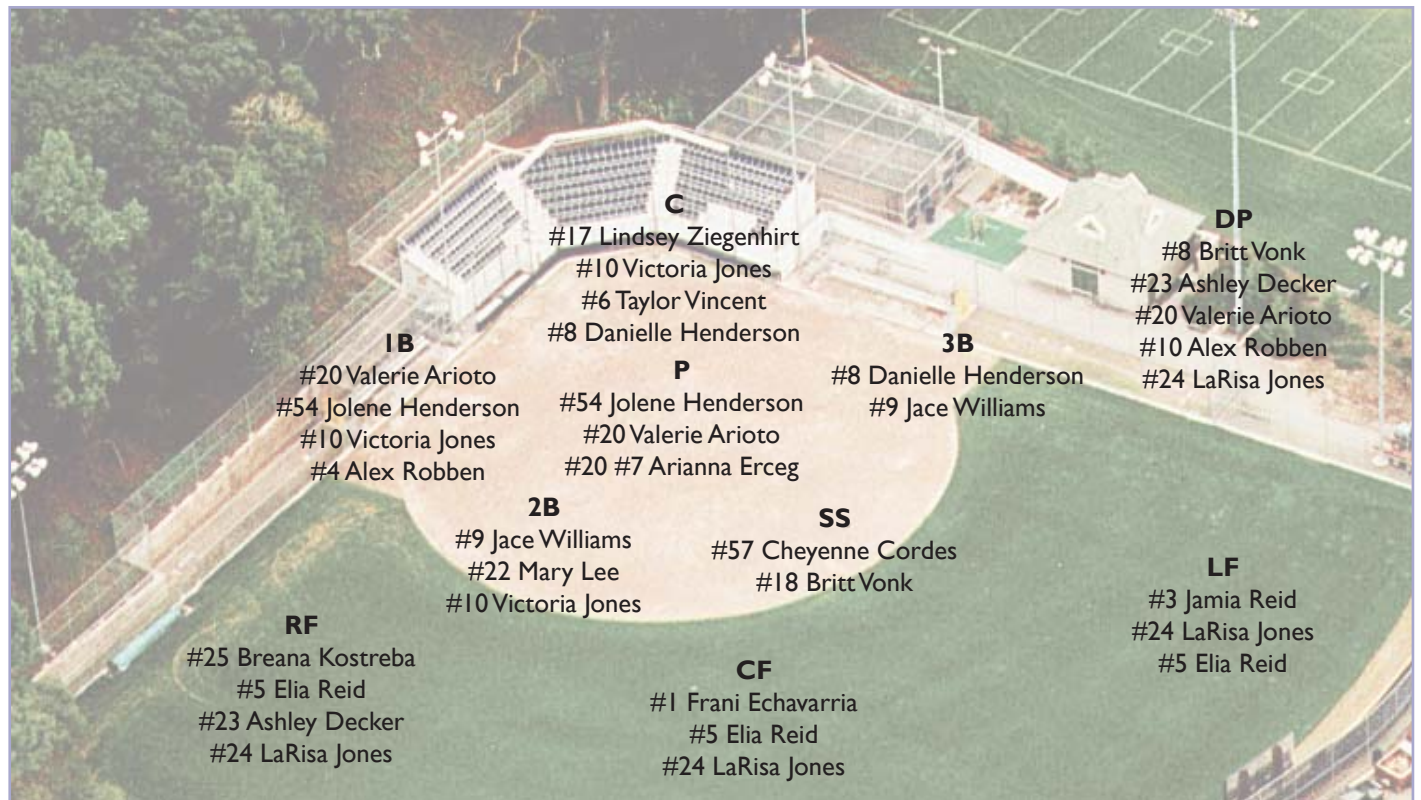 C
#17 Lindsey Ziegenhirt
#10 Victoria Jones
#6 Taylor Vincent
#8 Danielle Henderson
DP
#8 Britt Vonk
#23 Ashley Decker
#20 Valerie Arioto
#10 Alex Robben
#24 LaRisa Jones
1B
#20 Valerie Arioto
#54 Jolene Henderson
#10 Victoria Jones
#4 Alex Robben
P
#54 Jolene Henderson
#20 Valerie Arioto
#20 #7 Arianna Erceg
3B
#8 Danielle Henderson
#9 Jace Williams
2B
#9 Jace Williams
#22 Mary Lee
#10 Victoria Jones
SS
#57 Cheyenne Cordes
#18 Britt Vonk
LF
#3 Jamia Reid
#24 LaRisa Jones
#5 Elia Reid
RF
#25 Breana Kostreba
#5 Elia Reid
#23 Ashley Decker
#24 LaRisa Jones
CF
#1 Frani Echavarria
#5 Elia Reid
#24 LaRisa Jones